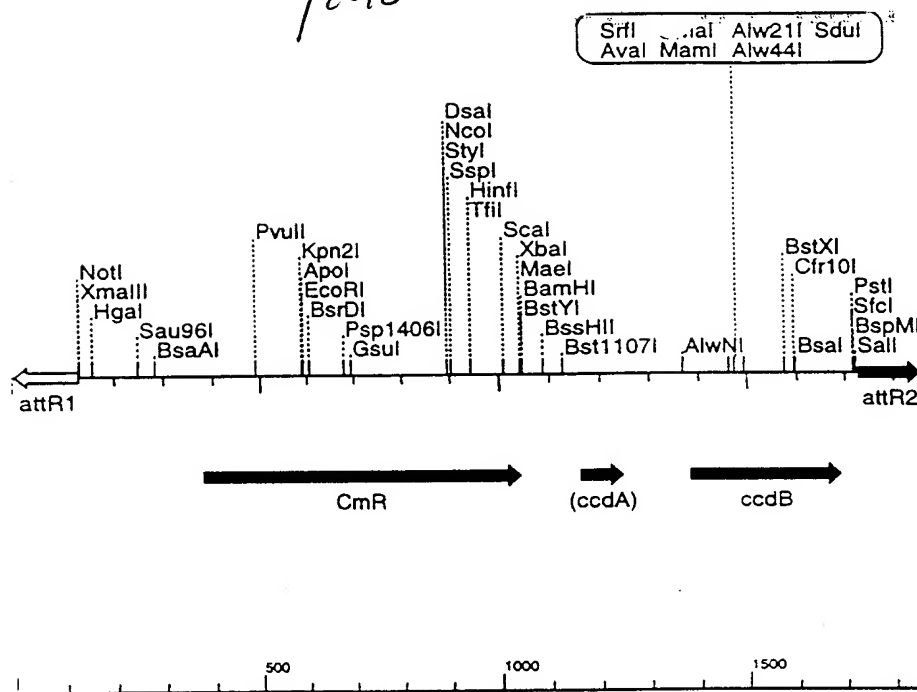 SrfI Alw21I SduI
AvaI MamI Alw44I
DsaI
NcoI
StyI
SspI
HinfI
TfiI
PvuII
ScaI
Kpn2I
XbaI
BstXI
ApoI
MaeI
Cfr10I
NotI
EcoRI
BamHI
PstI
XmaIII
BsrDI
BstYI
SfcI
HgaI
Sau96I
Psp1406I
BssHII
BspMI
BsaAI
GsuI
Bst1107I
AlwNI
BsaI
SalI
attR1
attR2
CmR
(ccdA)
ccdB
500
1000
1500